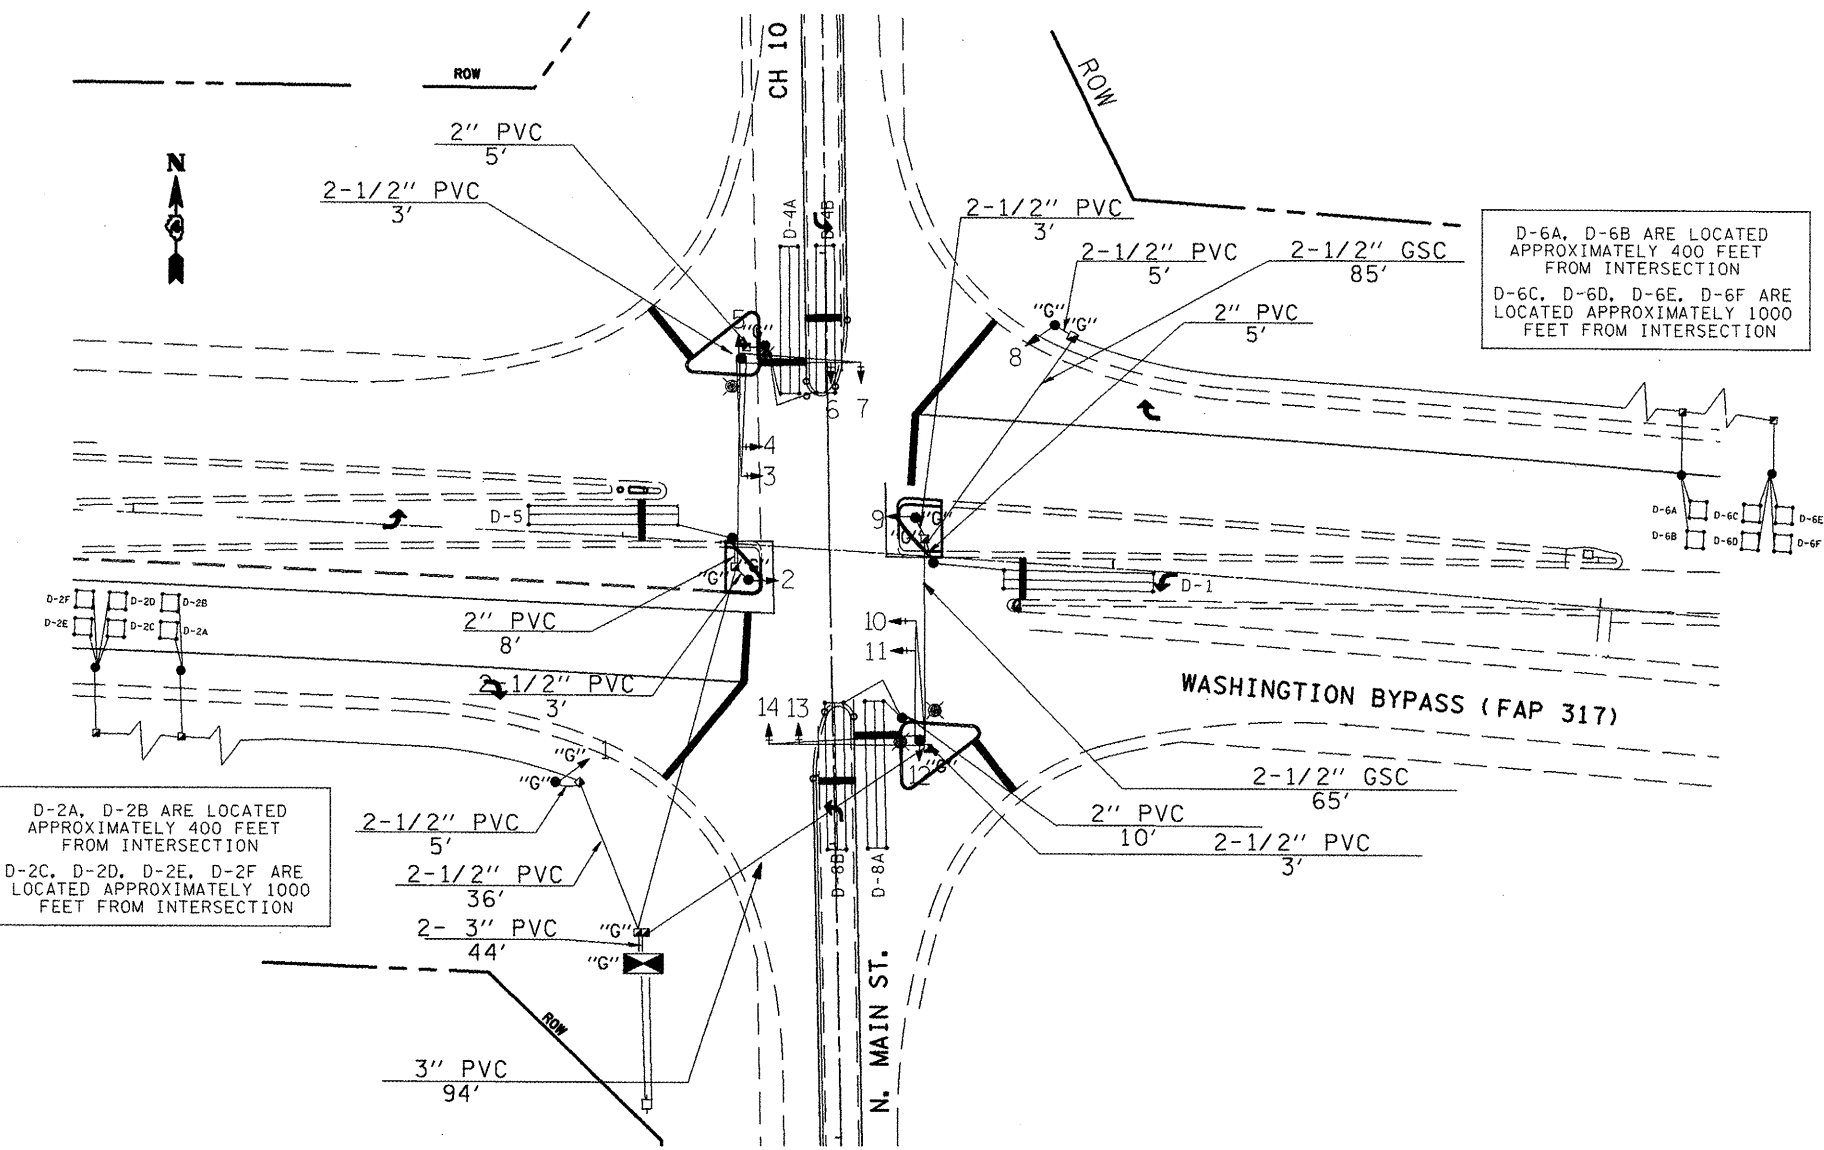 CH 10
ROW
ROW
2" PVC
5'
N
2-1/2" PVC
3'
D-4A
D-4B
2-1/2" PVC
3'
2-1/2" PVC
5'
2-1/2" GSC
85'
D-6A, D-6B ARE LOCATED
APPROXIMATELY 400 FEET
FROM INTERSECTION
D-6C, D-6D, D-6E, D-6F ARE
LOCATED APPROXIMATELY 1000
FEET FROM INTERSECTION
2" PVC
5'
"G"
"G"
"G"
8
6
7
4
3
D-5
9
"G"
"G"
D-6A
D-6C
D-6E
D-6B
D-6D
D-6F
"G"
"G"
2
D-1
D-2F
D-2D
D-2B
D-2E
D-2C
D-2A
2" PVC
8'
10
11
2-1/2" PVC
3'
WASHINGTION BYPASS (FAP 317)
14
13
"G"
1
"G"
12
"G"
2-1/2" GSC
65'
D-2A, D-2B ARE LOCATED
APPROXIMATELY 400 FEET
FROM INTERSECTION
D-2C, D-2D, D-2E, D-2F ARE
LOCATED APPROXIMATELY 1000
FEET FROM INTERSECTION
2-1/2" PVC
5'
2" PVC
10'
2-1/2" PVC
3'
D-8B
D-8A
2-1/2" PVC
36'
2- 3" PVC
44'
"G"
"G"
ROW
N. MAIN ST.
3" PVC
94'